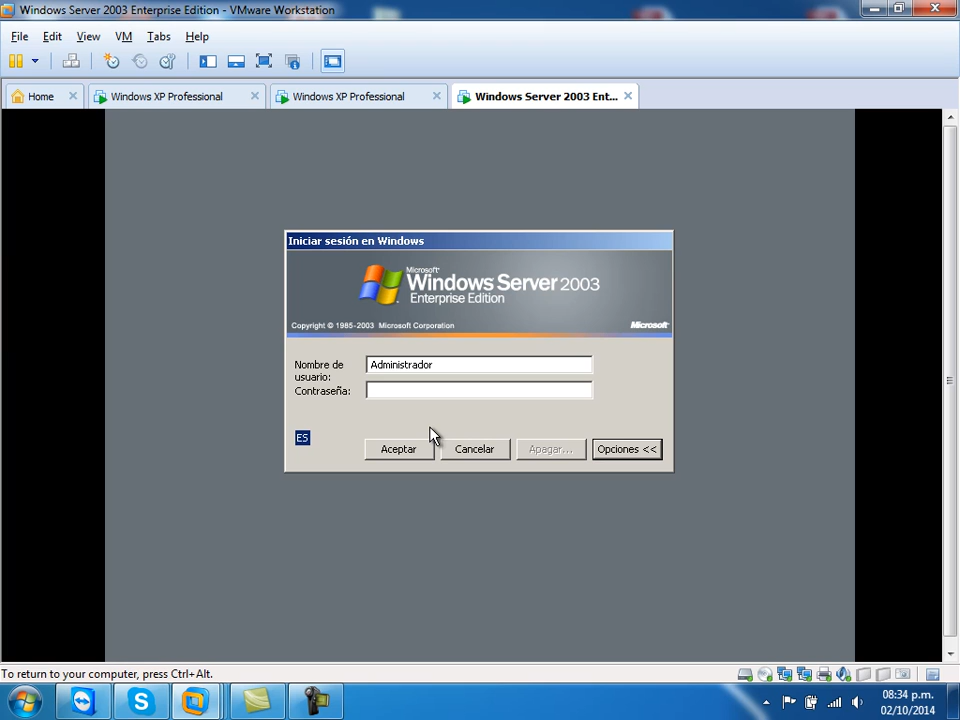 Windows Server 2003 Enterprise Edition - VMware Workstation
File Edit View VM Tabs Help
Home Windows XP Professional Windows XP Professional Windows Server 2003 Ent...
Iniciar sesión en Windows
Microsoft
Windows Server 2003
Enterprise Edition
Copyright © 1985-2003 Microsoft Corporation Microsoft
Nombre de usuario: Administrador
Contraseña:
ES
Aceptar Cancelar Apagar... Opciones <<
To return to your computer, press Ctrl+Alt.
08:34 p.m.
02/10/2014